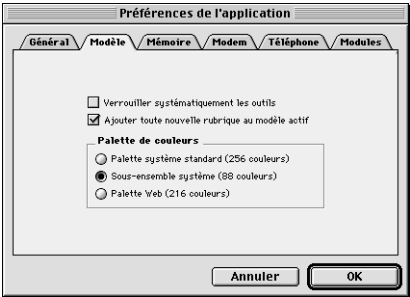 Préférences de l'application
Général Modèle Mémoire Modem Téléphone Modules
Verrouiller systématiquement les outils
Ajouter toute nouvelle rubrique au modèle actif
Palette de couleurs
Palette système standard (256 couleurs)
Sous-ensemble système (88 couleurs)
Palette Web (216 couleurs)
Annuler OK